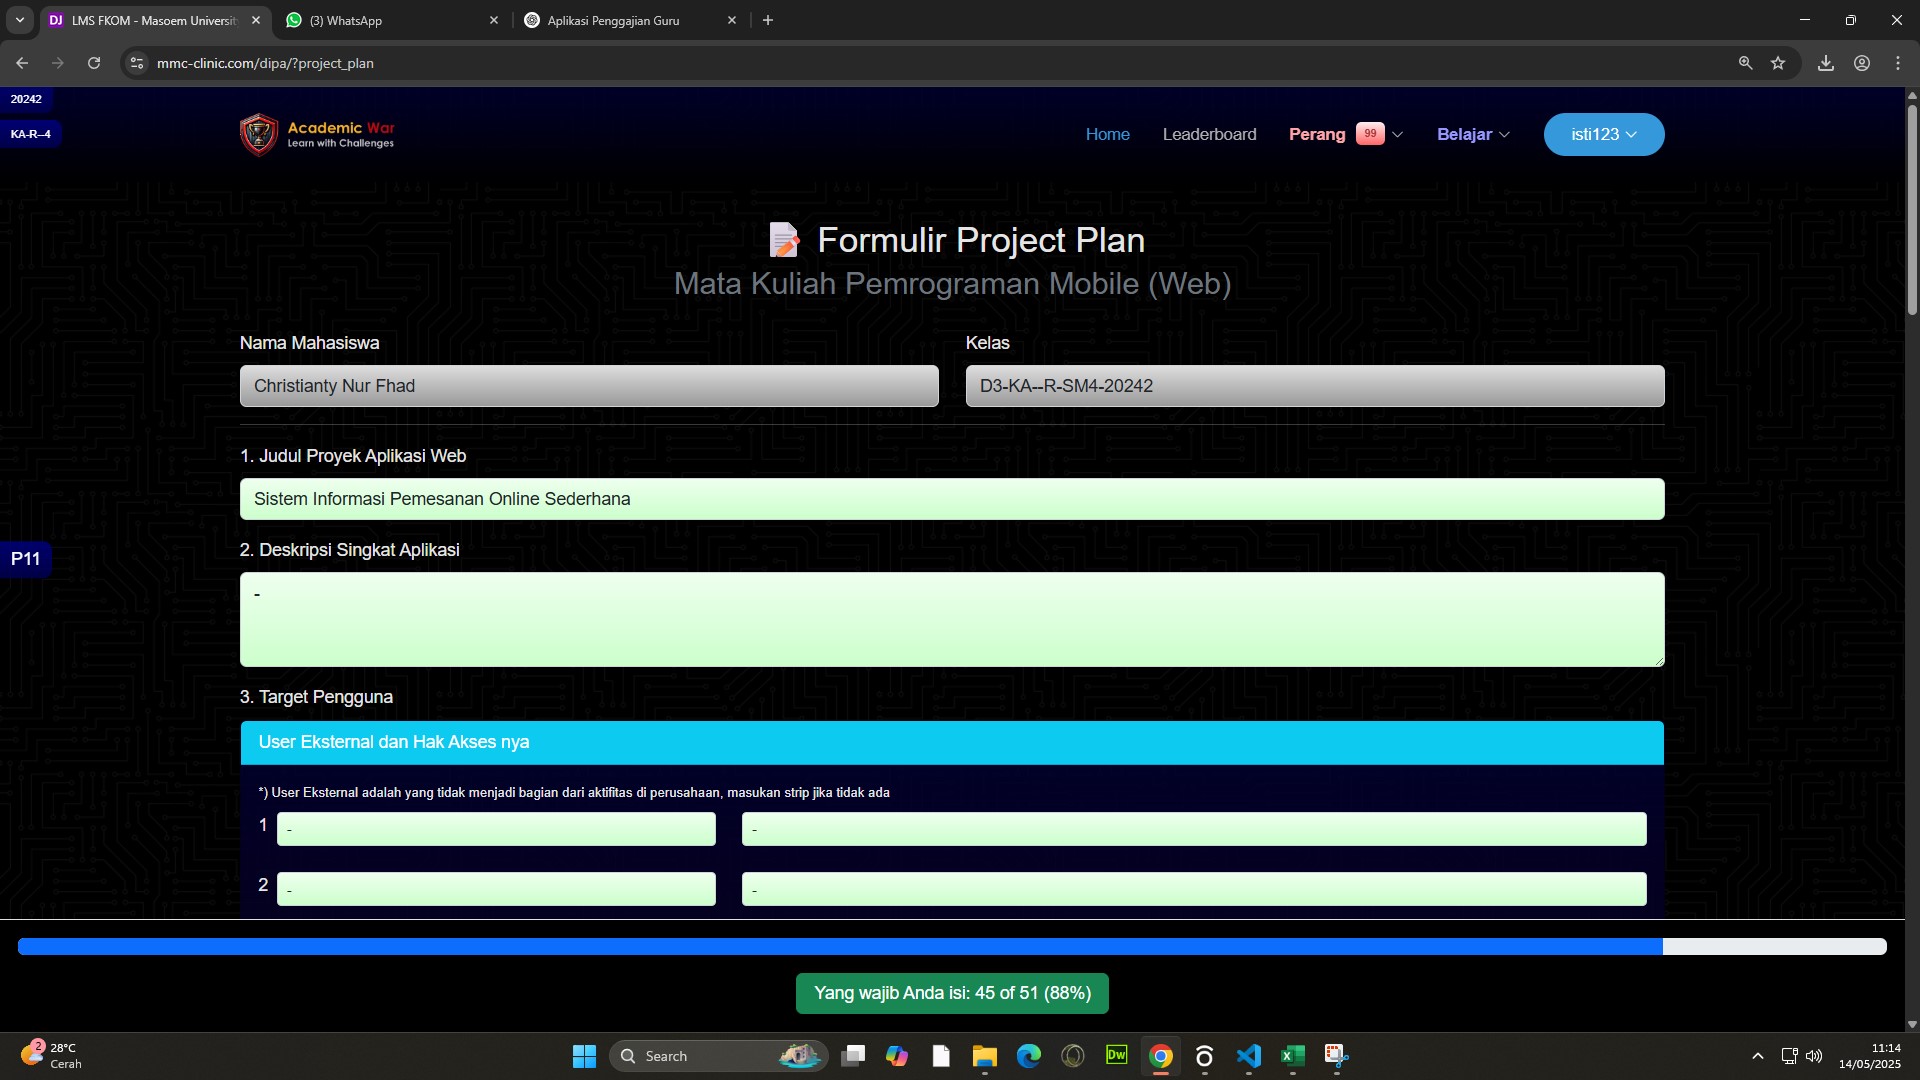 LMS FKOM - Masoem Universit
(3) WhatsApp
Aplikasi Penggajian Guru
mmc-clinic.com/dipa/?project_plan
20242
KA-R--4
Academic War
Learn with Challenges
Home
Leaderboard
Perang 99
Belajar
isti123
Formulir Project Plan
Mata Kuliah Pemrograman Mobile (Web)
Nama Mahasiswa
Kelas
Christianty Nur Fhad
D3-KA--R-SM4-20242
1. Judul Proyek Aplikasi Web
Sistem Informasi Pemesanan Online Sederhana
2. Deskripsi Singkat Aplikasi
-
P11
3. Target Pengguna
User Eksternal dan Hak Akses nya
*) User Eksternal adalah yang tidak menjadi bagian dari aktifitas di perusahaan, masukan strip jika tidak ada
1 - -
2 - -
Yang wajib Anda isi: 45 of 51 (88%)
2
28°C
Cerah
Search
Dw
11:14
14/05/2025